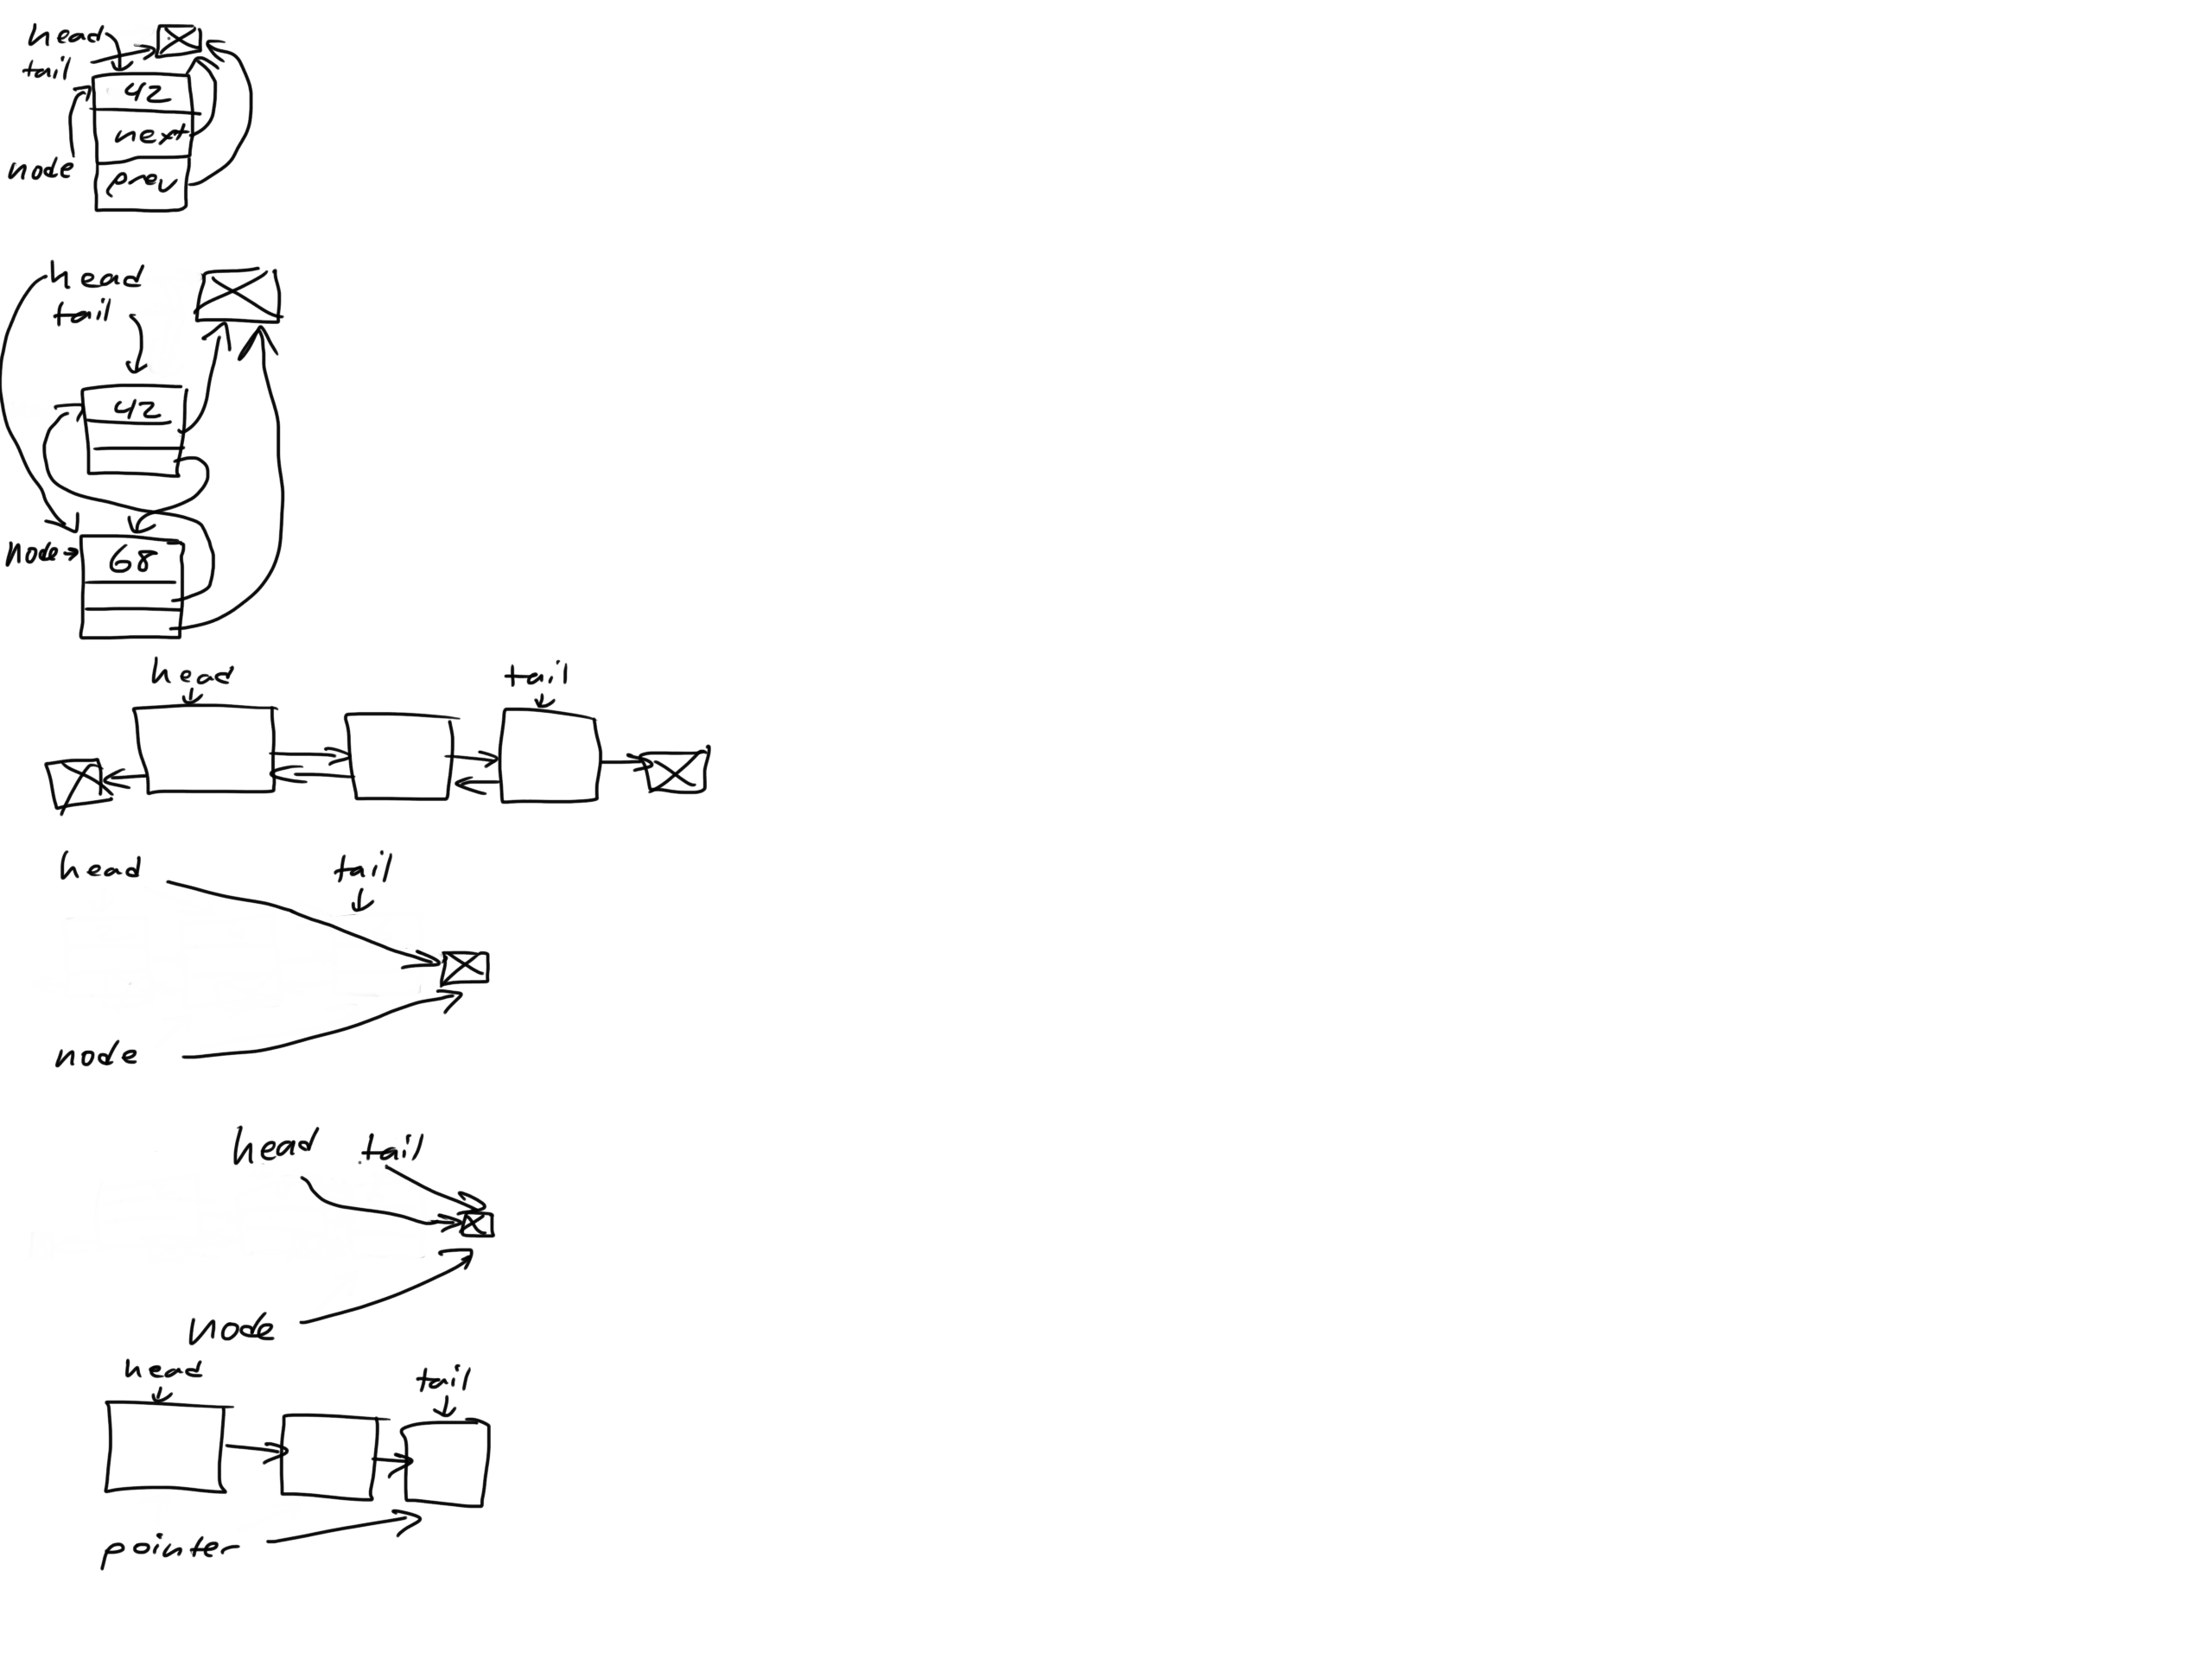 head
tail
42
next
node
prev
head
tail
42
node
68
head
tail
head
tail
node
head tail
node
head
tail
pointer